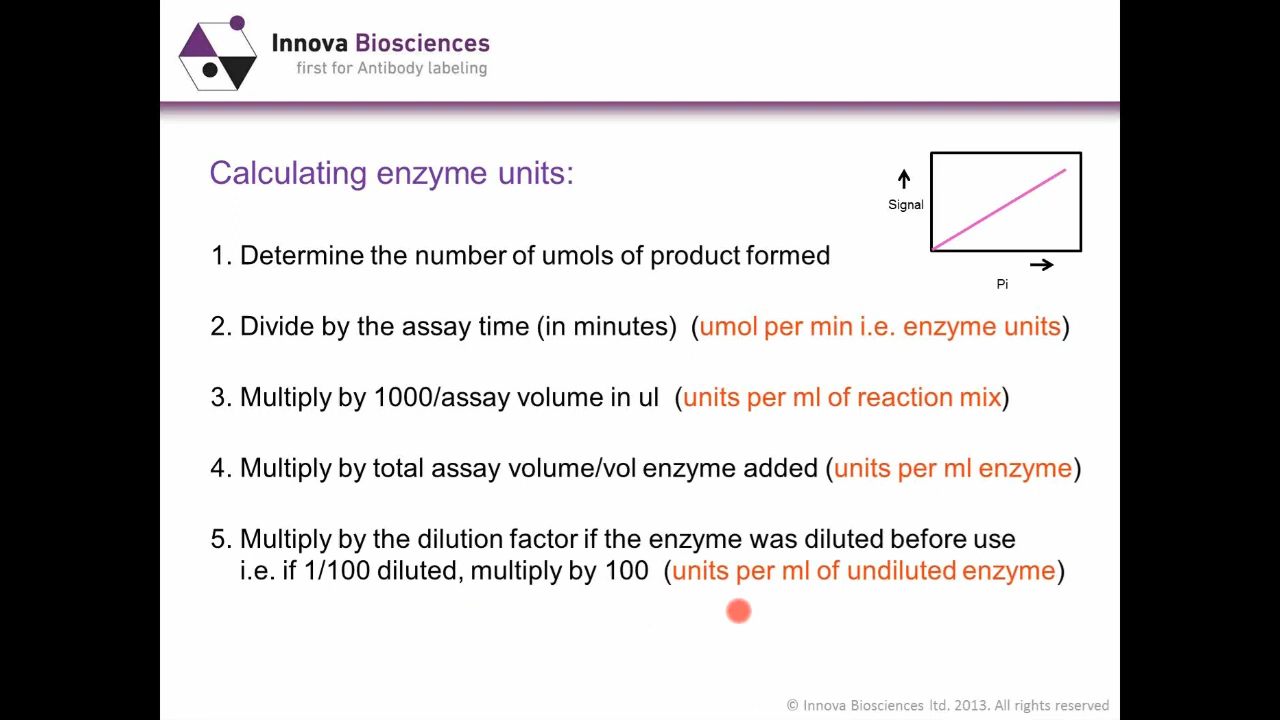 Innova Biosciences
first for Antibody labeling
Calculating enzyme units:
Signal
Pi
1. Determine the number of umols of product formed
2. Divide by the assay time (in minutes) (umol per min i.e. enzyme units)
3. Multiply by 1000/assay volume in ul (units per ml of reaction mix)
4. Multiply by total assay volume/vol enzyme added (units per ml enzyme)
5. Multiply by the dilution factor if the enzyme was diluted before use
i.e. if 1/100 diluted, multiply by 100 (units per ml of undiluted enzyme)
© Innova Biosciences ltd. 2013. All rights reserved